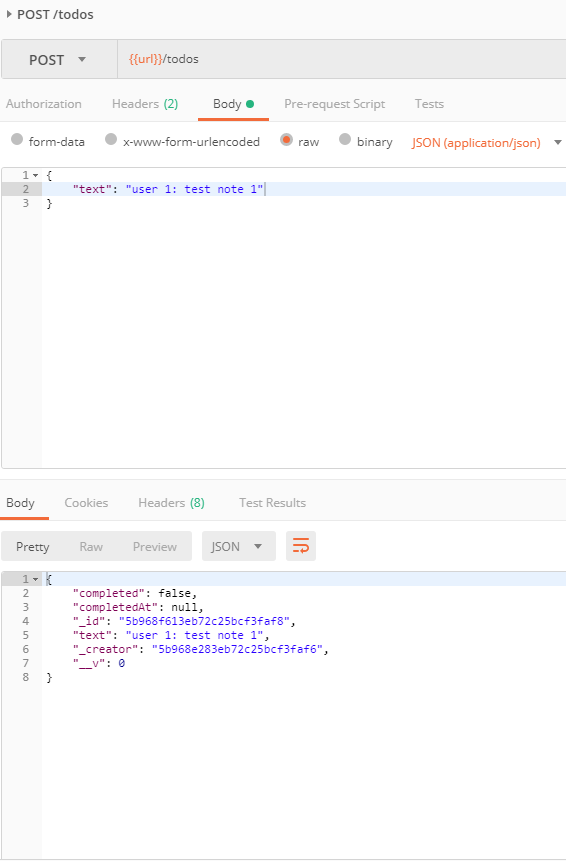 POST /todos
POST {{url}}/todos
Authorization Headers (2) Body Pre-request Script Tests
form-data x-www-form-urlencoded raw binary JSON (application/json)
1 {
2 "text": "user 1: test note 1"
3 }
Body Cookies Headers (8) Test Results
Pretty Raw Preview JSON
1 {
2 "completed": false,
3 "completedAt": null,
4 "_id": "5b968f613eb72c25bcf3faf8",
5 "text": "user 1: test note 1",
6 "_creator": "5b968e283eb72c25bcf3faf6",
7 "__v": 0
8 }